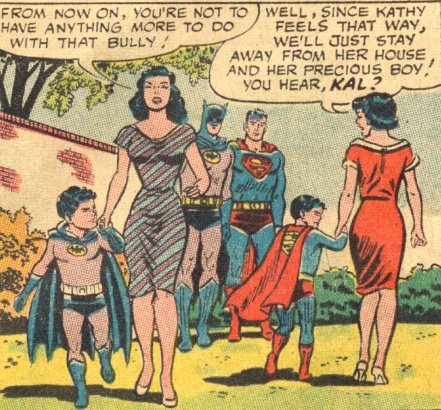 FROM NOW ON, YOU'RE NOT TO
HAVE ANYTHING MORE TO DO
WITH THAT BULLY!
WELL, SINCE KATHY
FEELS THAT WAY,
WE'LL JUST STAY
AWAY FROM HER HOUSE
AND HER PRECIOUS BOY!
YOU HEAR, KAL?